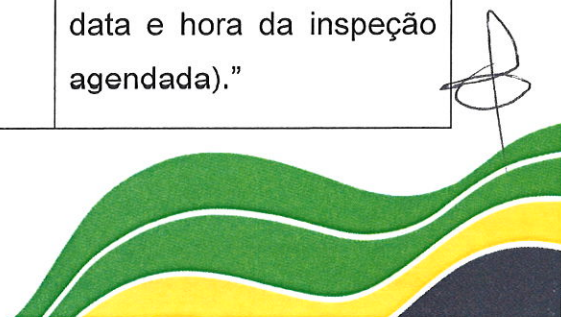 data e hora da inspeção
agendada).”